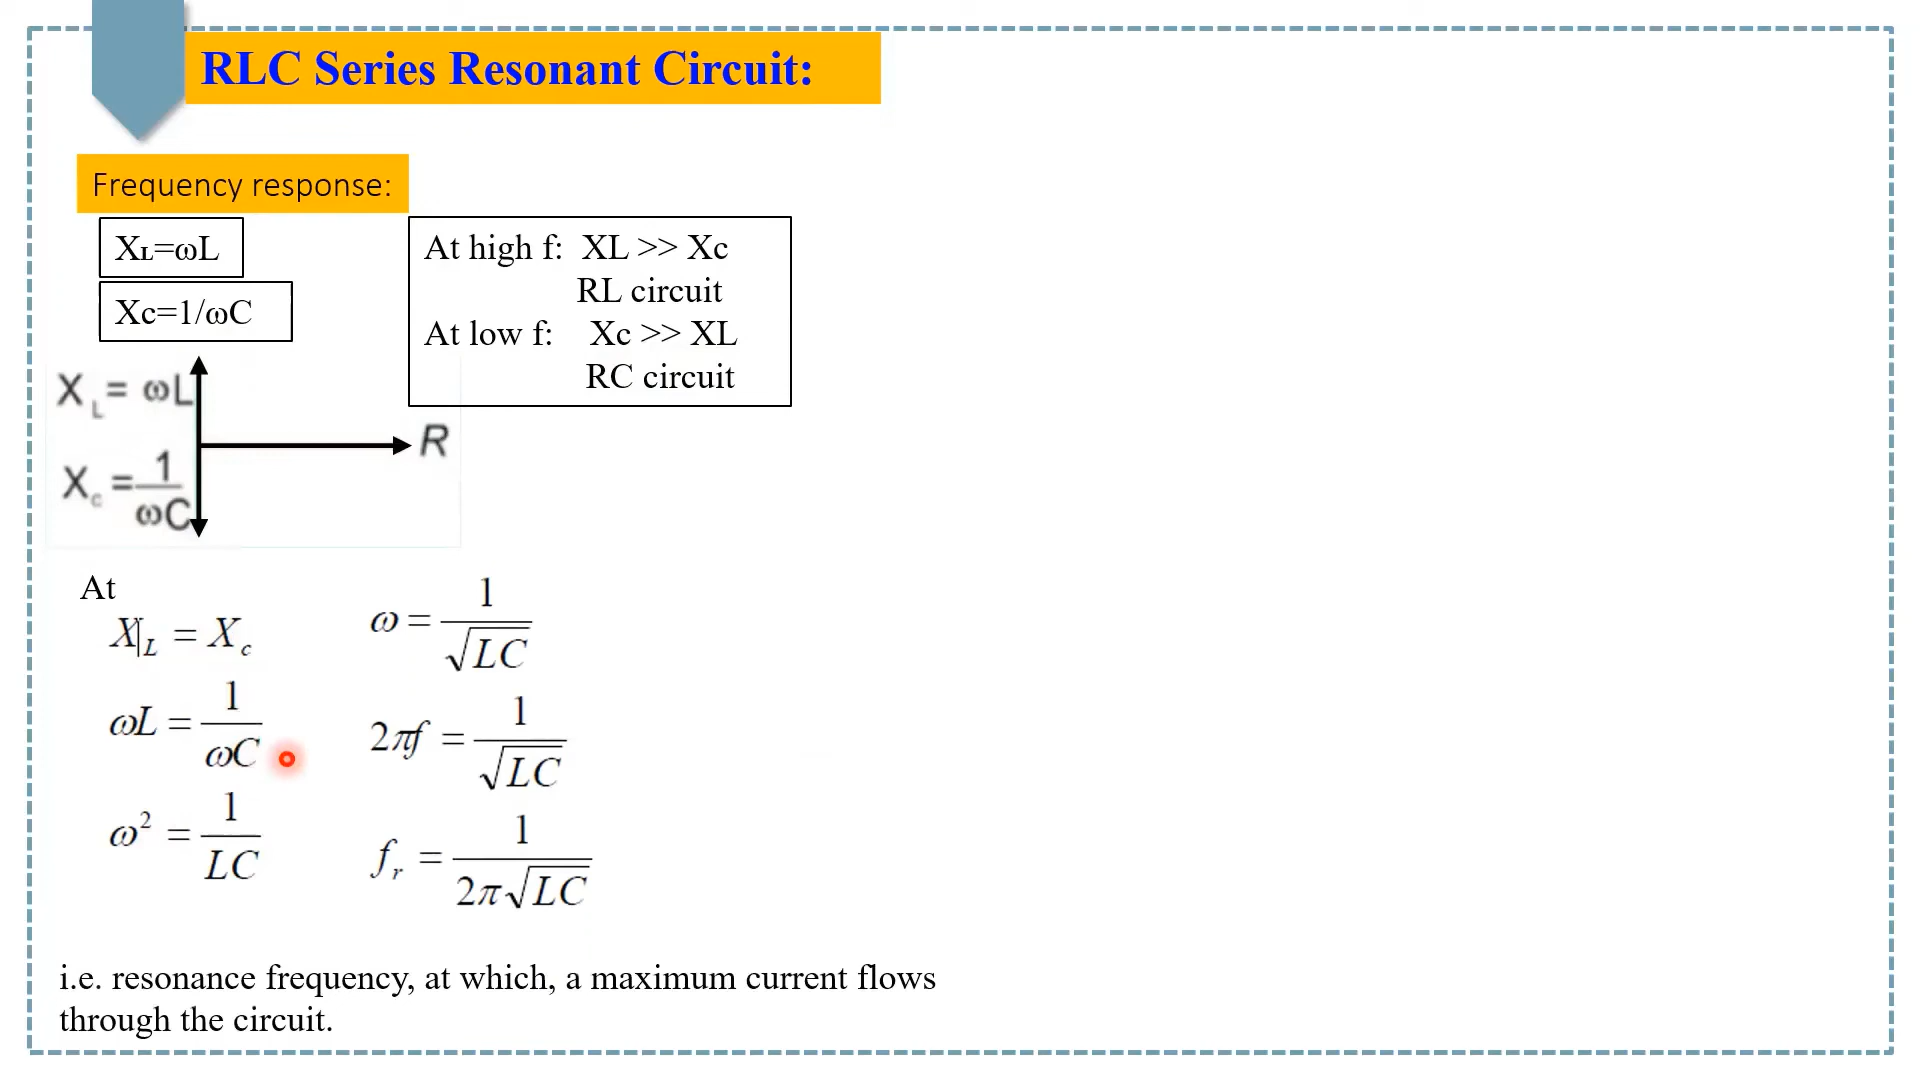 RLC Series Resonant Circuit:
Frequency response:
XL=ωL
Xc=1/ωC
At high f: XL >> Xc
RL circuit
At low f: Xc >> XL
RC circuit
X L = ωL
R
X c = 1/ωC
At
X L = X c
ωL = 1/ωC
ω² = 1/LC
ω = 1/√LC
2πf = 1/√LC
f r = 1/2π√LC
i.e. resonance frequency, at which, a maximum current flows
through the circuit.